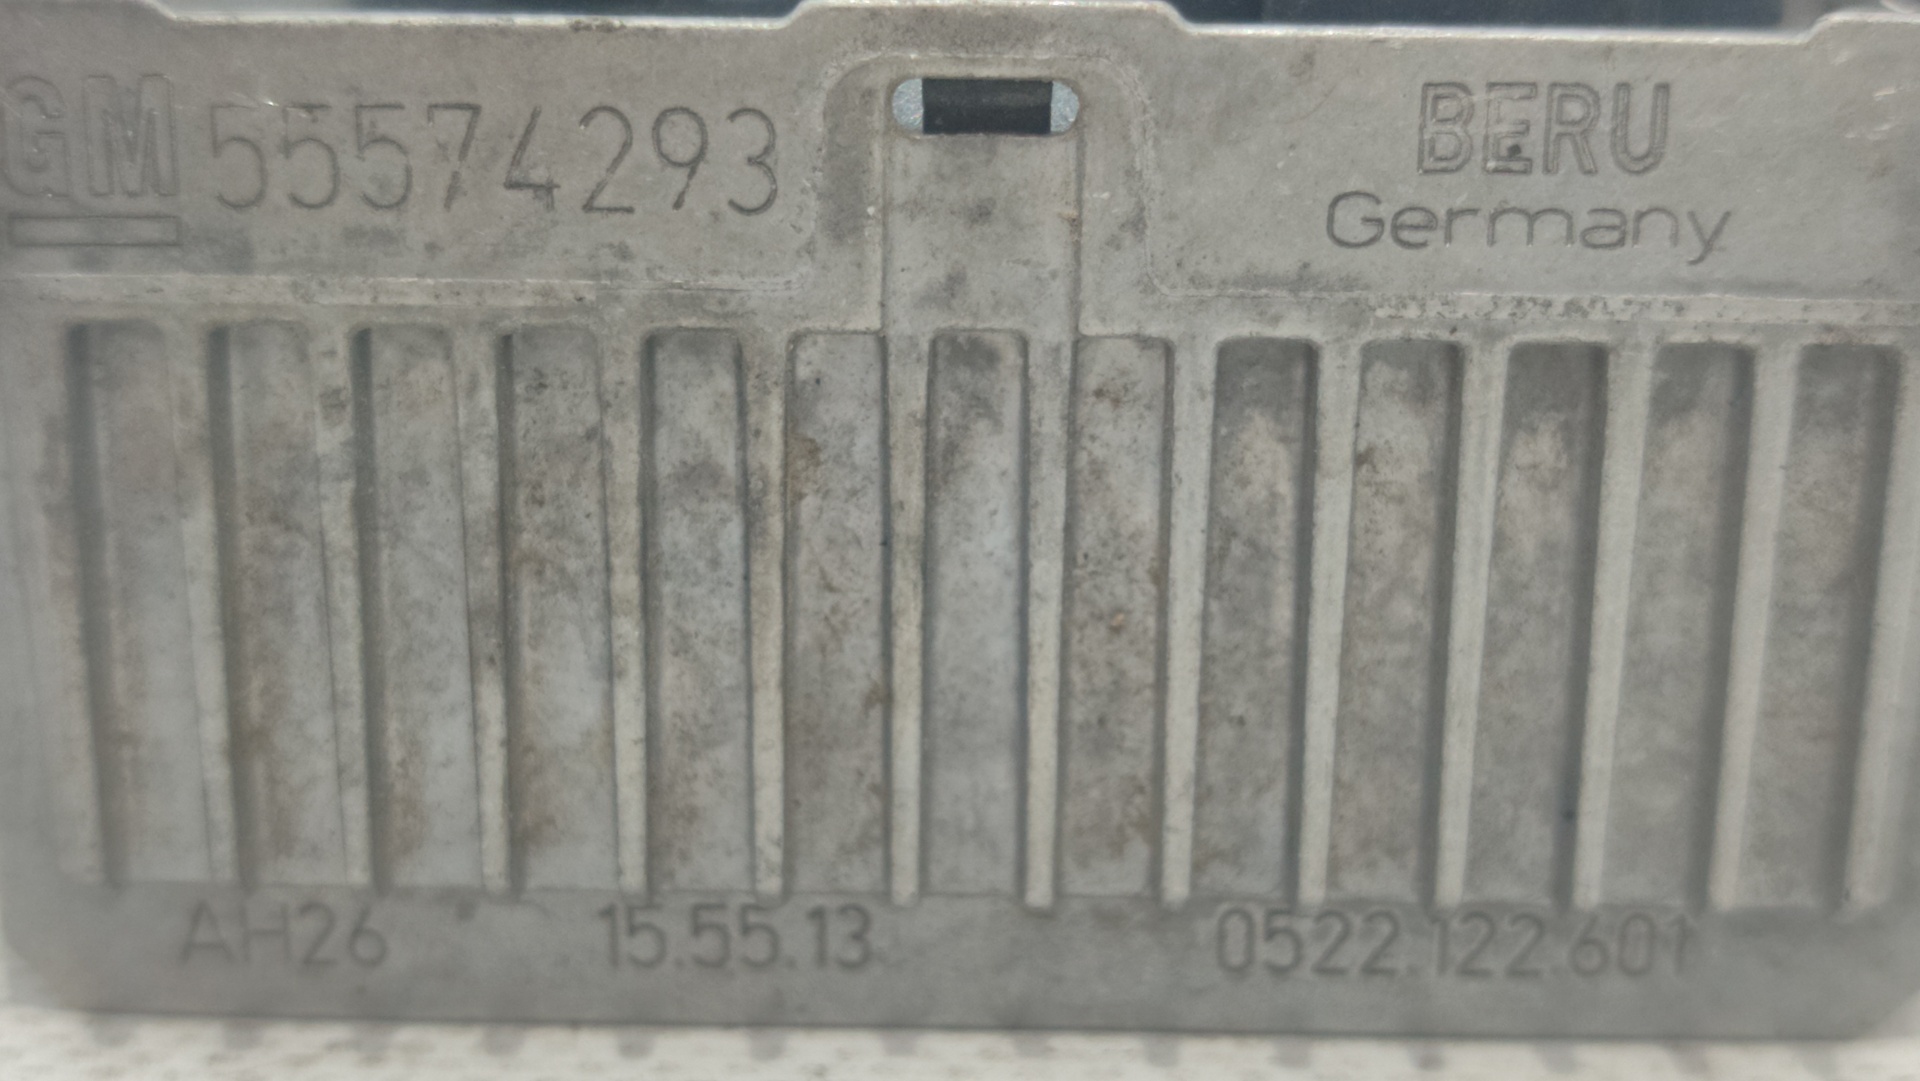 GM 55574293
BERU
Germany
AH26 15.55.13 0522.122.601